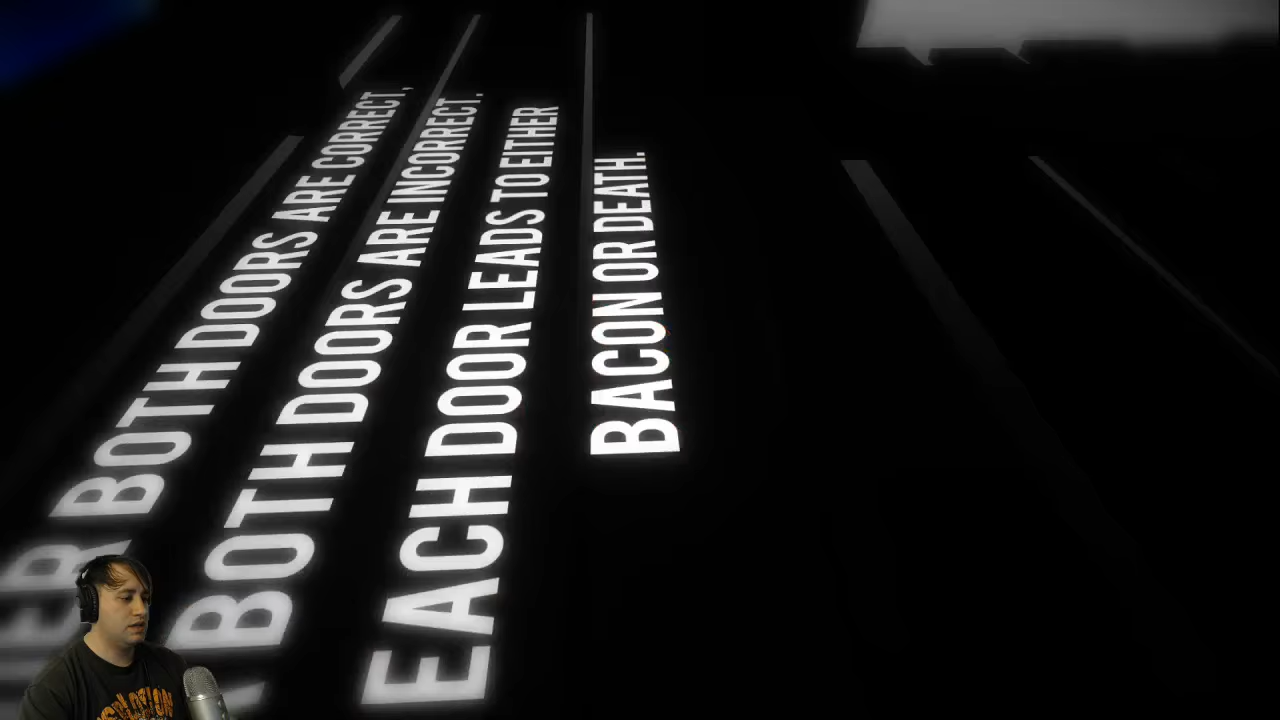 BOTH DOORS ARE CORRECT,
BOTH DOORS ARE INCORRECT.
EACH DOOR LEADS TO EITHER
BACON OR DEATH.